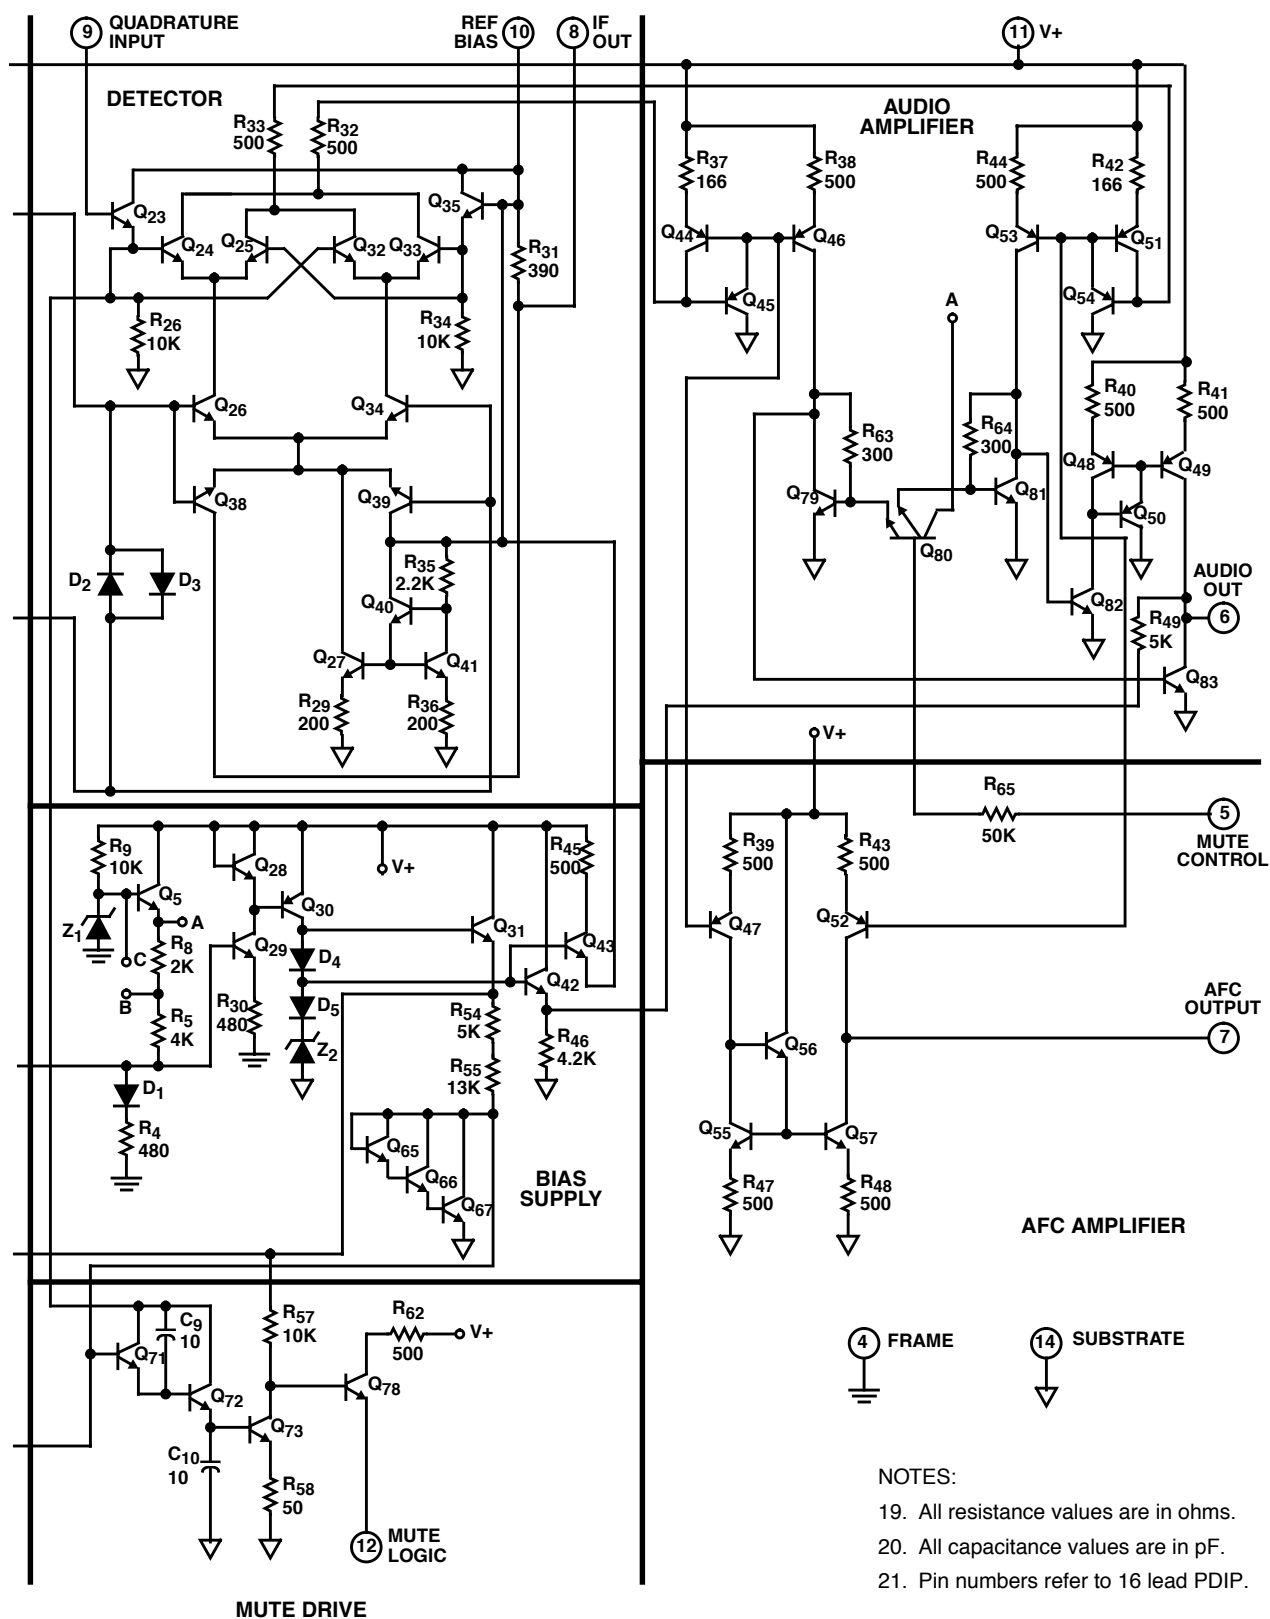 9 QUADRATURE INPUT
REF BIAS 10
8 IF OUT
11 V+
DETECTOR
AUDIO AMPLIFIER
R33 500
R32 500
R37 166
R38 500
R44 500
R42 166
Q23
Q35
Q24
Q25
Q32
Q33
R31 390
Q44
Q46
Q53
Q51
Q45
Q54
A
R26 10K
R34 10K
Q26
Q34
R40 500
R41 500
R63 300
R64 300
Q48
Q49
Q38
Q39
Q79
Q81
Q50
Q80
D2
D3
R35 2.2K
Q40
Q82
AUDIO OUT
6
R49 5K
Q27
Q41
Q83
R29 200
R36 200
V+
R65
50K
5
MUTE CONTROL
R9 10K
Q28
V+
R45 500
R39 500
R43 500
Q5
Q30
Z1
A
Q31
Q47
Q52
R8 2K
C
Q29
D4
Q43
Q42
B
R30 480
D5
R54 5K
AFC OUTPUT
7
R5 4K
Z2
R46 4.2K
Q56
D1
R55 13K
R4 480
Q65
Q55
Q57
Q66
Q67
BIAS SUPPLY
R47 500
R48 500
AFC AMPLIFIER
C9 10
R57 10K
R62
500
V+
Q71
4 FRAME
14 SUBSTRATE
Q72
Q78
Q73
C10 10
R58 50
12 MUTE LOGIC
NOTES:
19. All resistance values are in ohms.
20. All capacitance values are in pF.
21. Pin numbers refer to 16 lead PDIP.
MUTE DRIVE